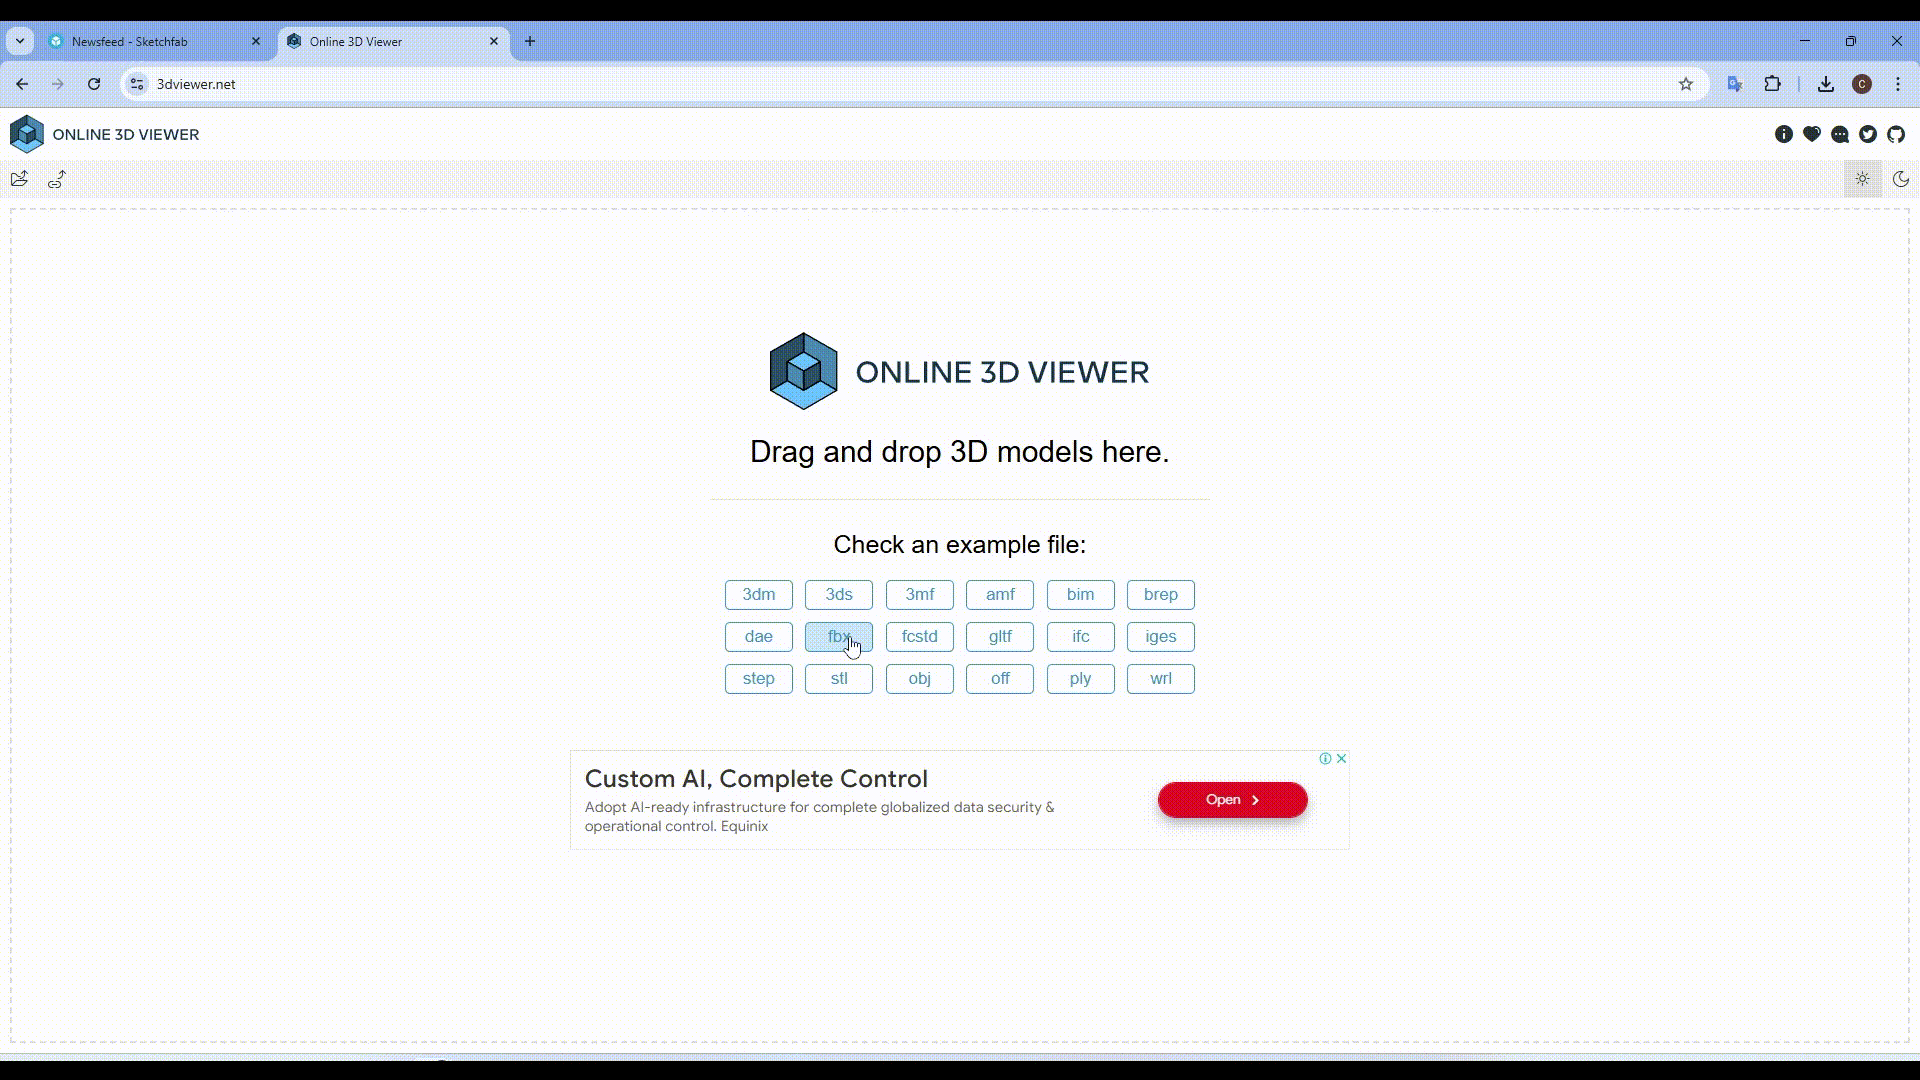 Newsfeed - Sketchfab
Online 3D Viewer
3dviewer.net
C
ONLINE 3D VIEWER
ONLINE 3D VIEWER
Drag and drop 3D models here.
Check an example file:
3dm 3ds 3mf amf bim brep
dae fbx fcstd gltf ifc iges
step stl obj off ply wrl
Custom AI, Complete Control
Adopt AI-ready infrastructure for complete globalized data security &
operational control. Equinix
Open